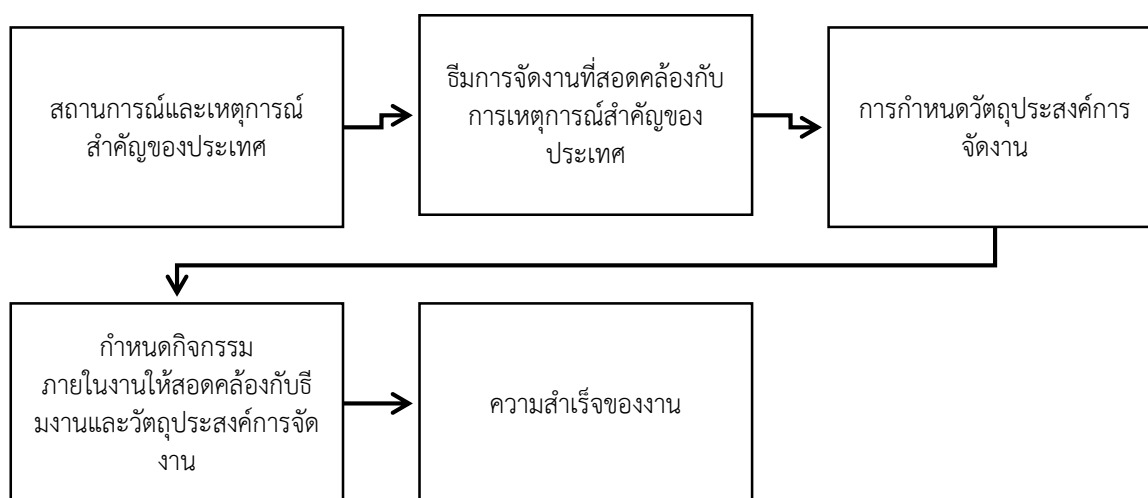 สถานการณ์และเหตุการณ์
สำคัญของประเทศ
ธีมการจัดงานที่สอดคล้องกับ
การเหตุการณ์สำคัญของ
ประเทศ
การกำหนดวัตถุประสงค์การ
จัดงาน
กำหนดกิจกรรม
ภายในงานให้สอดคล้องกับธี
มงานและวัตถุประสงค์การจัด
งาน
ความสำเร็จของงาน